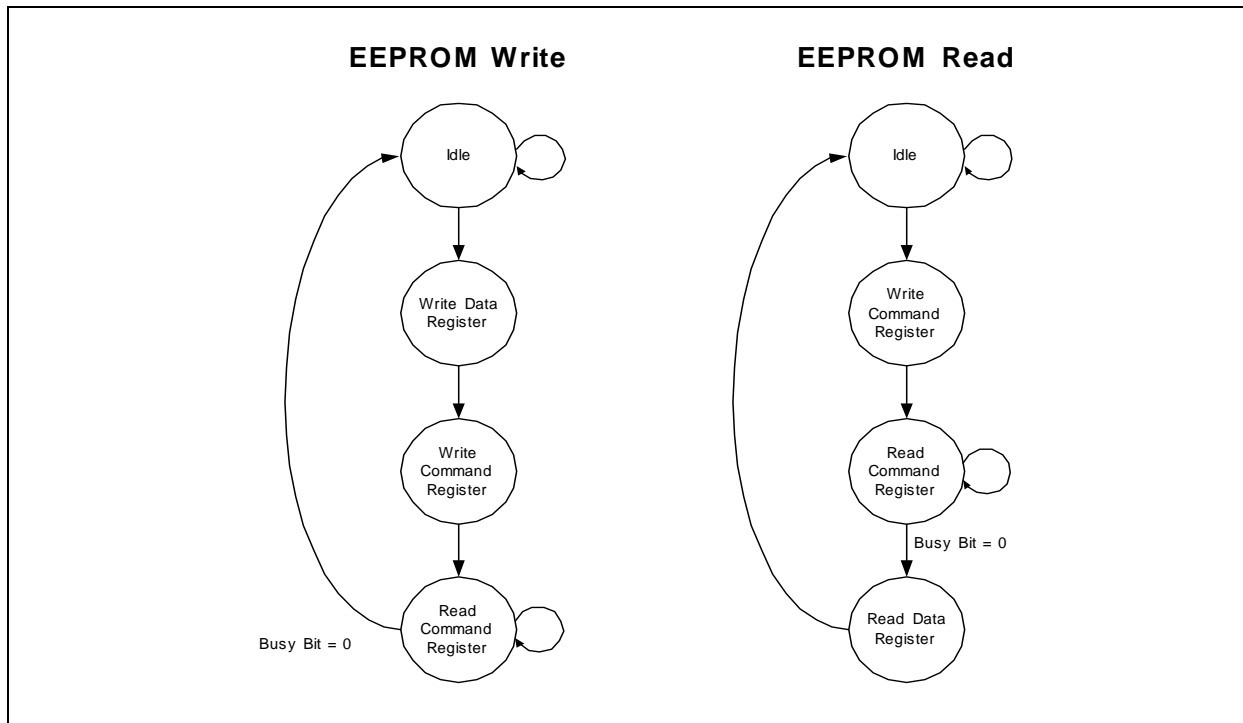 EEPROM Write
Idle
Write Data
Register
Write
Command
Register
Read
Command
Register
Busy Bit = 0
EEPROM Read
Idle
Write
Command
Register
Read
Command
Register
Busy Bit = 0
Read Data
Register